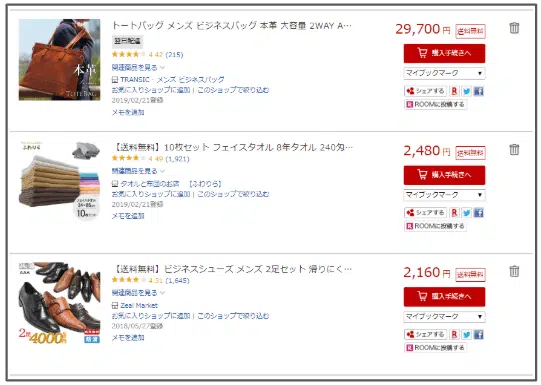 トートバッグ メンズ ビジネスバッグ 本革 大容量 2WAY A…
翌日配達
4.42 (215)
関連商品を見る
TRANSIC・メンズ ビジネスバッグ
お気に入りショップに追加 | このショップで絞り込む
2019/02/21登録
メモを追加
本革
TOTE BAG
29,700 円 送料無料
購入手続きへ
マイブックマーク
シェアする
ROOMに投稿する
【送料無料】10枚セット フェイスタオル 8年タオル 240匁…
4.49 (1,921)
関連商品を見る
タオルと布団のお店 【ふわりら】
お気に入りショップに追加 | このショップで絞り込む
2019/02/21登録
メモを追加
ふわりら
34×85cm
10枚セット
2,480 円 送料無料
購入手続きへ
マイブックマーク
シェアする
ROOMに投稿する
【送料無料】ビジネスシューズ メンズ 2足セット 滑りにく…
4.31 (1,645)
関連商品を見る
Zeal Market
お気に入りショップに追加 | このショップで絞り込む
2018/05/27登録
メモを追加
AAA
2足
4000
2,160 円 送料無料
購入手続きへ
マイブックマーク
シェアする
ROOMに投稿する